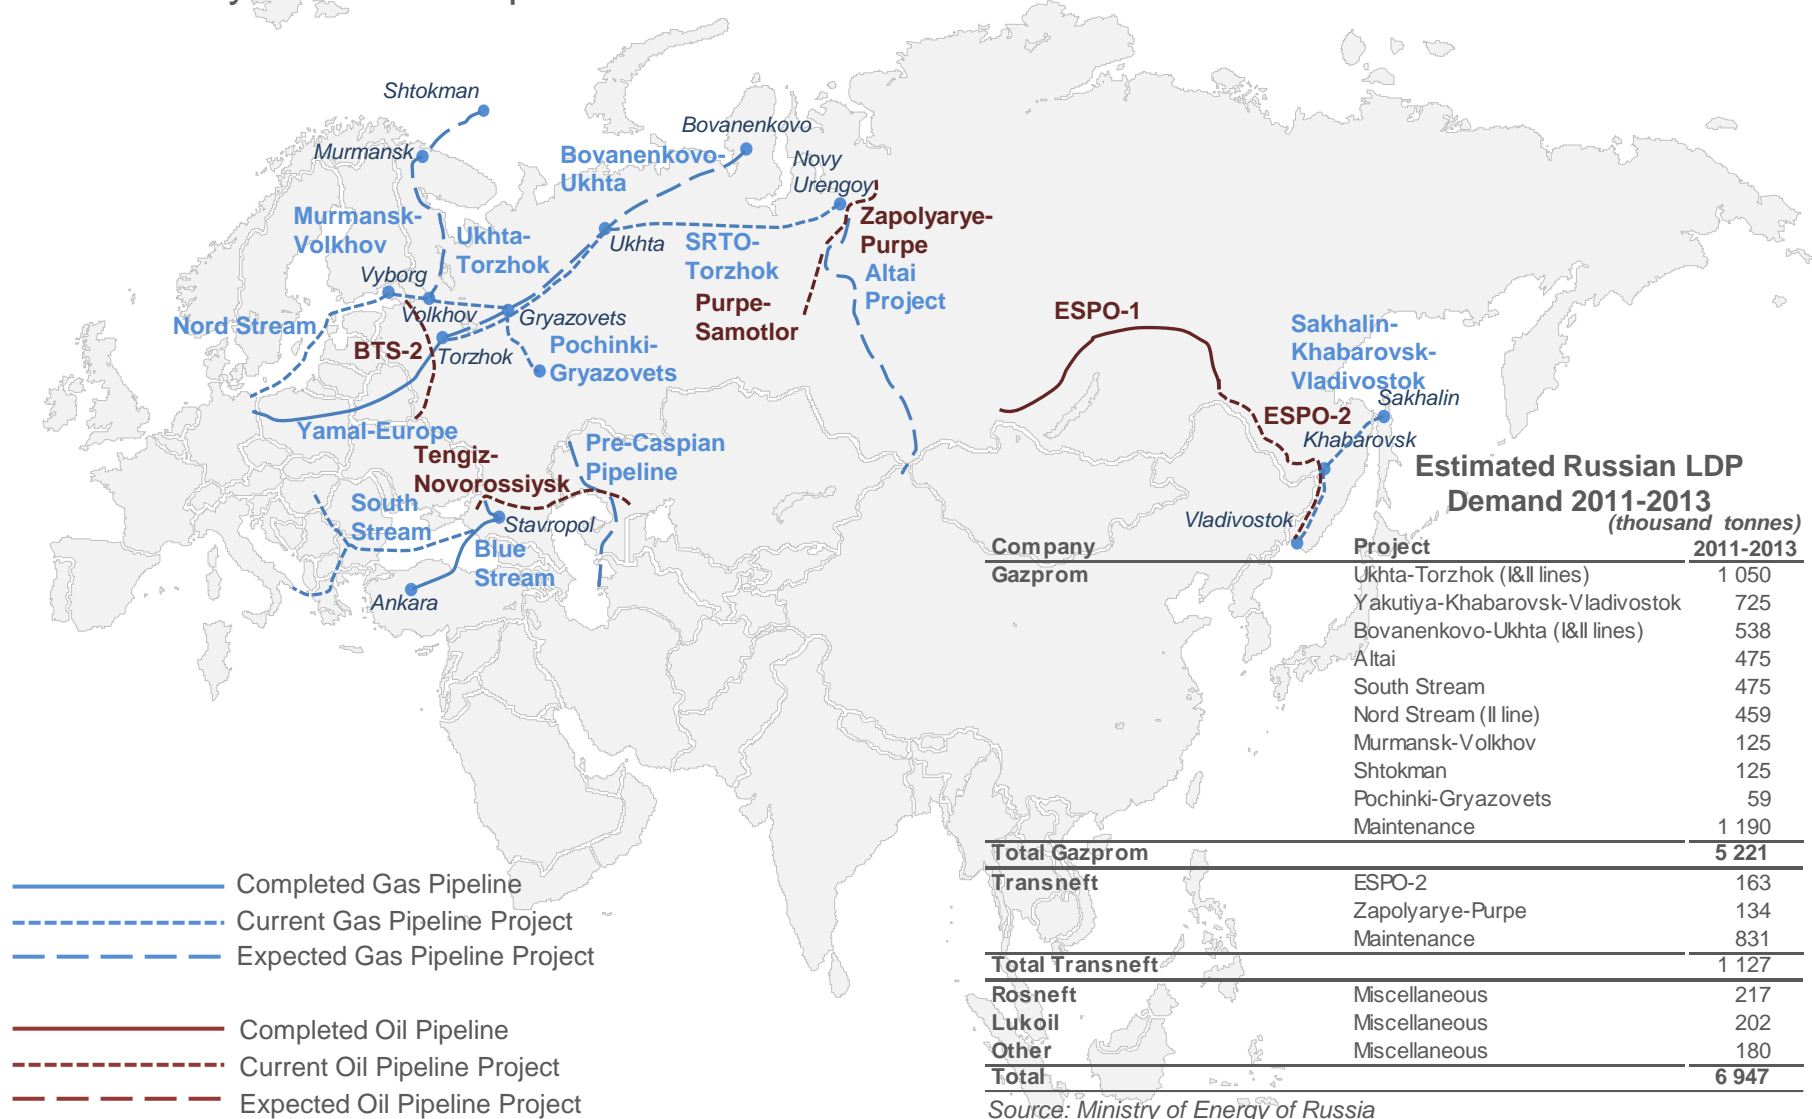 Shtokman
Murmansk
Bovanenkovo
Bovanenkovo-
Ukhta
Novy
Urengoy
Murmansk-
Volkhov
Ukhta-
Torzhok
Ukhta
SRTO-
Torzhok
Zapolyarye-
Purpe
Altai
Project
Vyborg
Volkhov
Gryazovets
Nord Stream
BTS-2
Torzhok
Pochinki-
Gryazovets
Purpe-
Samotlor
ESPO-1
Sakhalin-
Khabarovsk-
Vladivostok
Sakhalin
ESPO-2
Khabarovsk
Vladivostok
Yamal-Europe
Tengiz-
Novorossiysk
Pre-Caspian
Pipeline
South
Stream
Stavropol
Blue
Stream
Ankara
Estimated Russian LDP
Demand 2011-2013
(thousand tonnes)
Company Project 2011-2013
Gazprom Ukhta-Torzhok (I&II lines) 1 050
Yakutiya-Khabarovsk-Vladivostok 725
Bovanenkovo-Ukhta (I&II lines) 538
Altai 475
South Stream 475
Nord Stream (II line) 459
Murmansk-Volkhov 125
Shtokman 125
Pochinki-Gryazovets 59
Maintenance 1 190
Total Gazprom 5 221
Transneft ESPO-2 163
Zapolyarye-Purpe 134
Maintenance 831
Total Transneft 1 127
Rosneft Miscellaneous 217
Lukoil Miscellaneous 202
Other Miscellaneous 180
Total 6 947
Source: Ministry of Energy of Russia
Completed Gas Pipeline
Current Gas Pipeline Project
Expected Gas Pipeline Project
Completed Oil Pipeline
Current Oil Pipeline Project
Expected Oil Pipeline Project